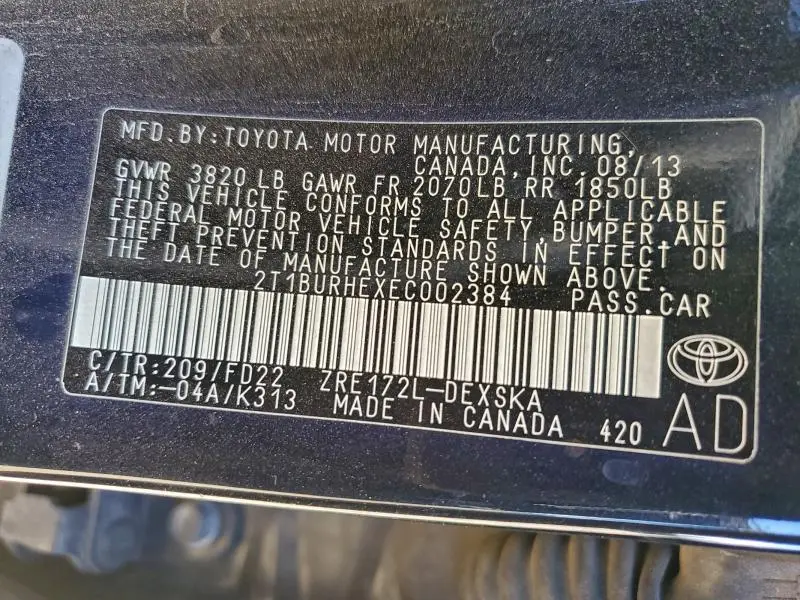 MFD. BY: TOYOTA MOTOR MANUFACTURING,
CANADA, INC. 08/13
GVWR 3820 LB GAWR FR 2070LB RR 1850LB
THIS VEHICLE CONFORMS TO ALL APPLICABLE
FEDERAL MOTOR VEHICLE SAFETY, BUMPER, AND
THEFT PREVENTION STANDARDS IN EFFECT ON
THE DATE OF MANUFACTURE SHOWN ABOVE.
2T1BURHEXEC002384 PASS. CAR
C/TR: 209/FD22 ZRE172L-DEXSKA
A/TM: -04A/K313 MADE IN CANADA 420 AD